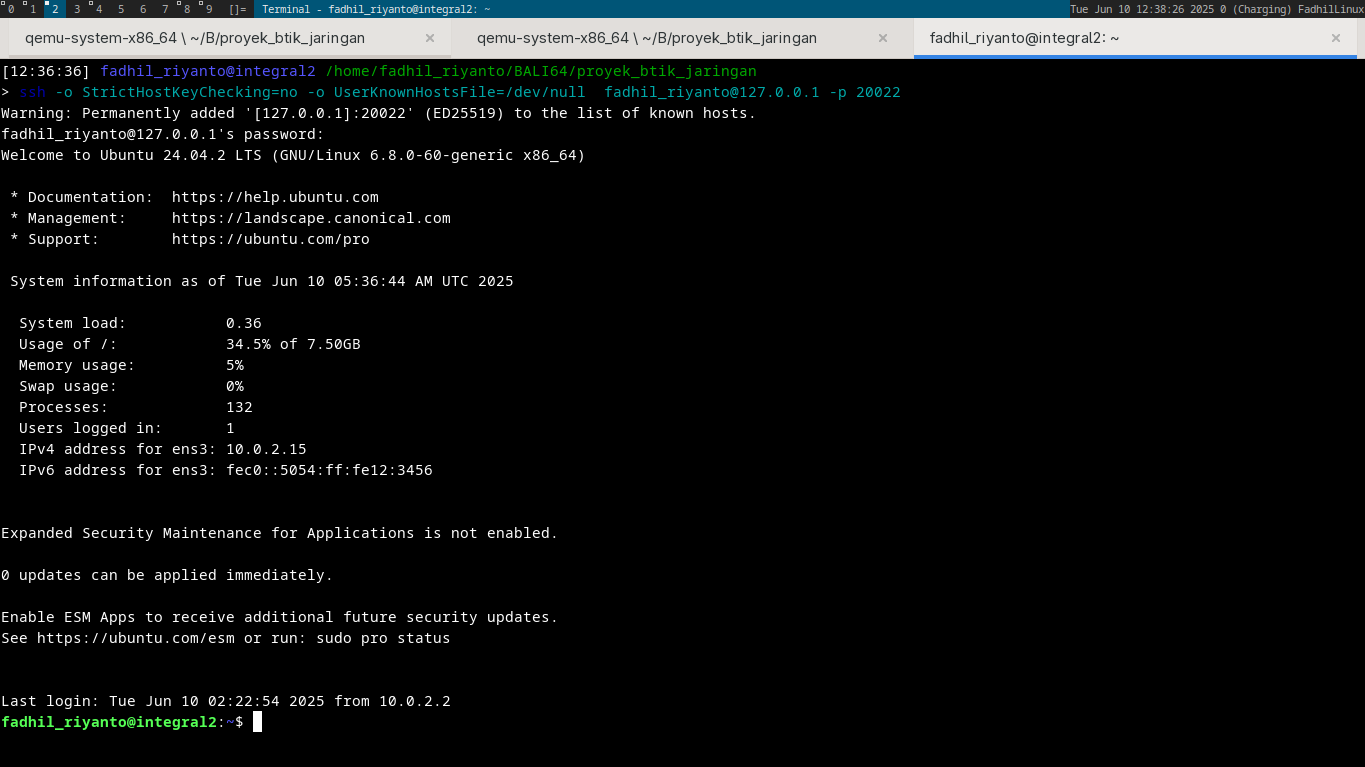 0 1 2 3 4 5 6 7 8 9 []= Terminal - fadhil_riyanto@integral2: ~ Tue Jun 10 12:38:26 2025 0 (Charging) FadhilLinux
qemu-system-x86_64 \ ~/B/proyek_btik_jaringan × qemu-system-x86_64 \ ~/B/proyek_btik_jaringan × fadhil_riyanto@integral2: ~ ×
[12:36:36] fadhil_riyanto@integral2 /home/fadhil_riyanto/BALI64/proyek_btik_jaringan
> ssh -o StrictHostKeyChecking=no -o UserKnownHostsFile=/dev/null  fadhil_riyanto@127.0.0.1 -p 20022
Warning: Permanently added '[127.0.0.1]:20022' (ED25519) to the list of known hosts.
fadhil_riyanto@127.0.0.1's password:
Welcome to Ubuntu 24.04.2 LTS (GNU/Linux 6.8.0-60-generic x86_64)
* Documentation:  https://help.ubuntu.com
* Management:     https://landscape.canonical.com
* Support:        https://ubuntu.com/pro
System information as of Tue Jun 10 05:36:44 AM UTC 2025
System load:           0.36
Usage of /:            34.5% of 7.50GB
Memory usage:          5%
Swap usage:            0%
Processes:             132
Users logged in:       1
IPv4 address for ens3: 10.0.2.15
IPv6 address for ens3: fec0::5054:ff:fe12:3456
Expanded Security Maintenance for Applications is not enabled.
0 updates can be applied immediately.
Enable ESM Apps to receive additional future security updates.
See https://ubuntu.com/esm or run: sudo pro status
Last login: Tue Jun 10 02:22:54 2025 from 10.0.2.2
fadhil_riyanto@integral2:~$